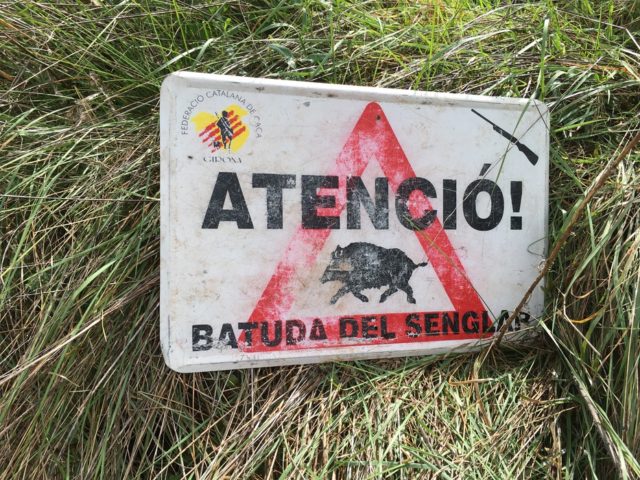 FEDERACIÓ CATALANA DE CAÇA
GIRONA
ATENCIÓ!
BATUDA DEL SENGLAR